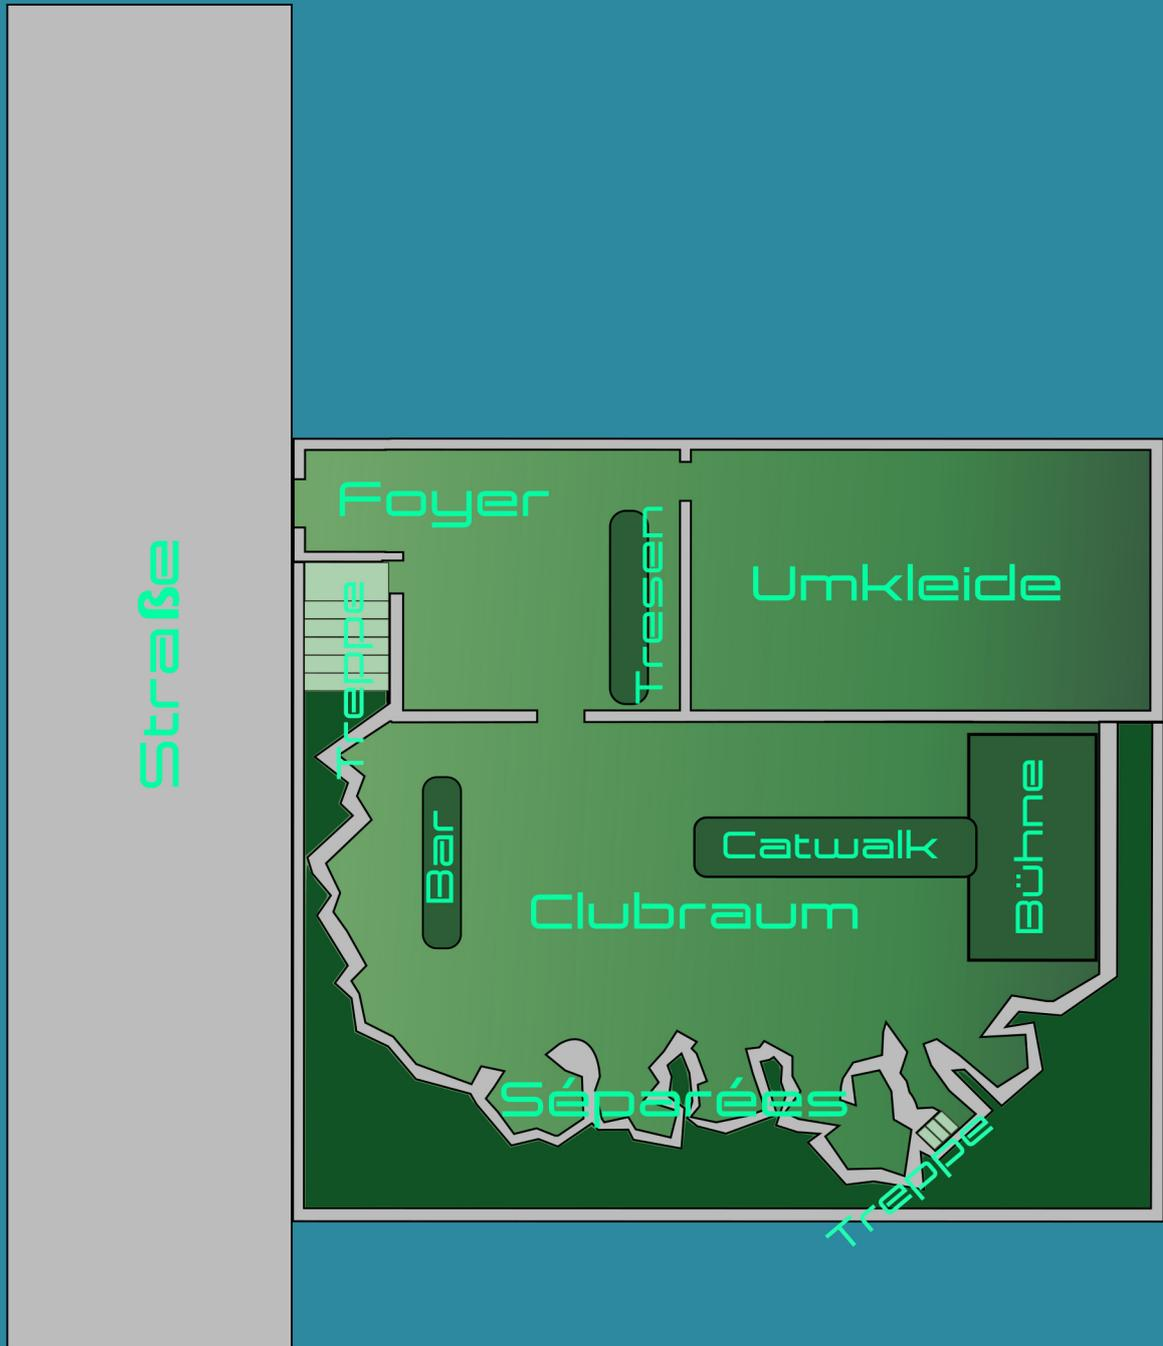 Foyer
Tresen
Umkleide
Treppe
Straße
Bar
Catwalk
Bühne
Clubraum
Séparées
Treppe